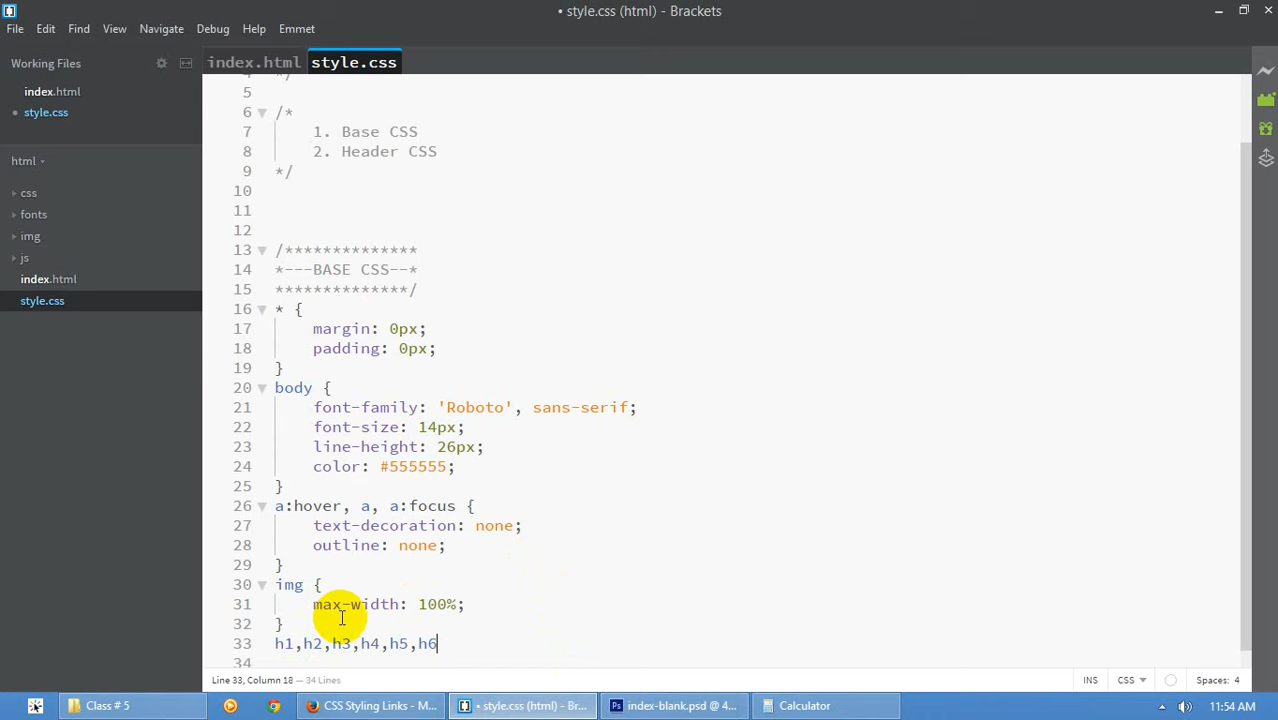 • style.css (html) - Brackets
File Edit Find View Navigate Debug Help Emmet
Working Files
index.html
• style.css
html
css
fonts
img
js
index.html
style.css
index.html style.css
4 */
5
6 /*
7 1. Base CSS
8 2. Header CSS
9 */
10
11
12
13 /**************
14 *---BASE CSS--*
15 **************/
16 * {
17 margin: 0px;
18 padding: 0px;
19 }
20 body {
21 font-family: 'Roboto', sans-serif;
22 font-size: 14px;
23 line-height: 26px;
24 color: #555555;
25 }
26 a:hover, a, a:focus {
27 text-decoration: none;
28 outline: none;
29 }
30 img {
31 max-width: 100%;
32 }
33 h1,h2,h3,h4,h5,h6
34
Line 33, Column 18 — 34 Lines INS CSS Spaces: 4
Class # 5 CSS Styling Links - M... • style.css (html) - Br... index-blank.psd @ 4... Calculator 11:54 AM